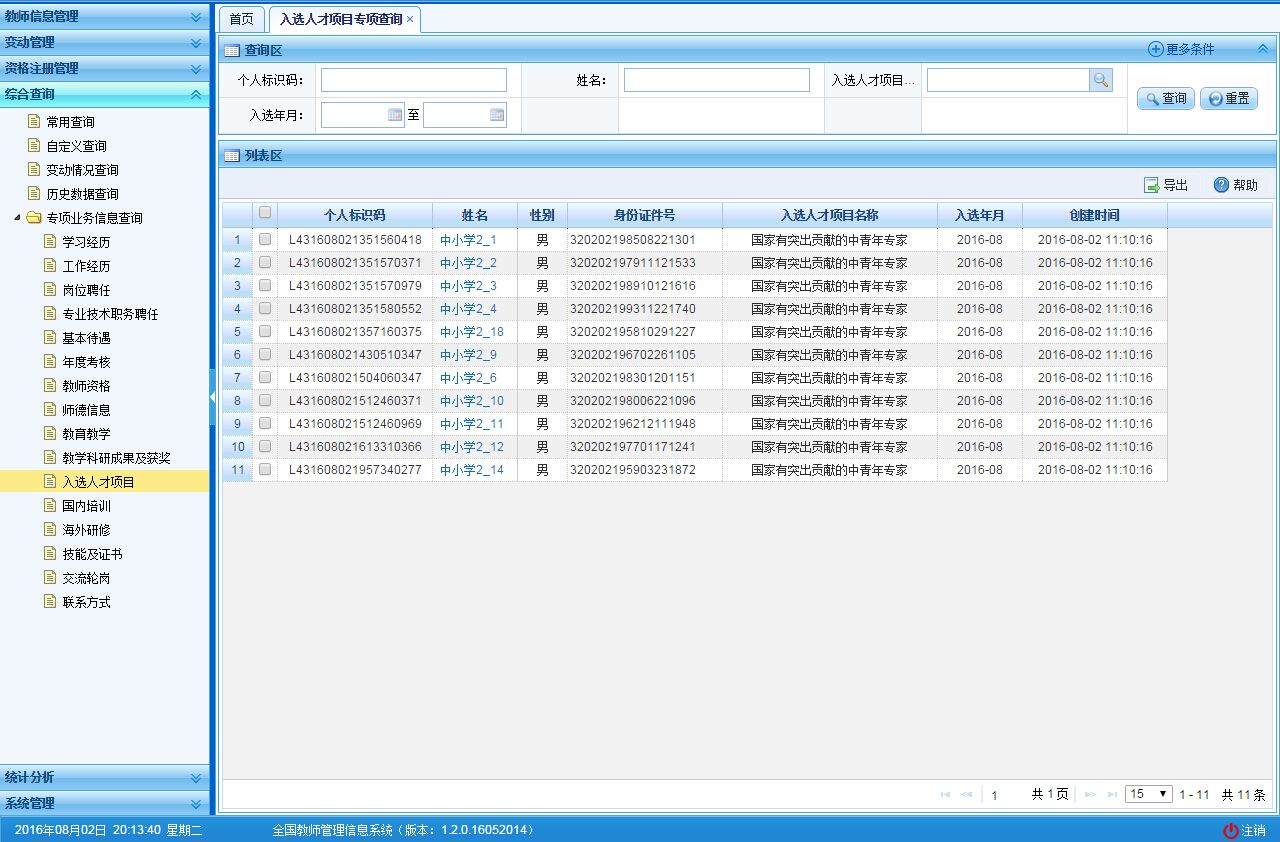 教师信息管理
变动管理
资格注册管理
综合查询
常用查询
自定义查询
变动情况查询
历史数据查询
专项业务信息查询
学习经历
工作经历
岗位聘任
专业技术职务聘任
基本待遇
年度考核
教师资格
师德信息
教育教学
教学科研成果及获奖
入选人才项目
国内培训
海外研修
技能及证书
交流轮岗
联系方式
统计分析
系统管理
首页 入选人才项目专项查询 ×
查询区 更多条件
个人标识码： 姓名： 入选人才项目...
入选年月： 至
查询 重置
列表区
导出 帮助
个人标识码 姓名 性别 身份证件号 入选人才项目名称 入选年月 创建时间
1 L431608021351560418 中小学2_1 男 320202198508221301 国家有突出贡献的中青年专家 2016-08 2016-08-02 11:10:16
2 L431608021351570371 中小学2_2 男 320202197911121533 国家有突出贡献的中青年专家 2016-08 2016-08-02 11:10:16
3 L431608021351570979 中小学2_3 男 320202198910121616 国家有突出贡献的中青年专家 2016-08 2016-08-02 11:10:16
4 L431608021351580552 中小学2_4 男 320202199311221740 国家有突出贡献的中青年专家 2016-08 2016-08-02 11:10:16
5 L431608021357160375 中小学2_18 男 320202195810291227 国家有突出贡献的中青年专家 2016-08 2016-08-02 11:10:16
6 L431608021430510347 中小学2_9 男 320202196702261105 国家有突出贡献的中青年专家 2016-08 2016-08-02 11:10:16
7 L431608021504060347 中小学2_6 男 320202198301201151 国家有突出贡献的中青年专家 2016-08 2016-08-02 11:10:16
8 L431608021512460371 中小学2_10 男 320202198006221096 国家有突出贡献的中青年专家 2016-08 2016-08-02 11:10:16
9 L431608021512460969 中小学2_11 男 320202196212111948 国家有突出贡献的中青年专家 2016-08 2016-08-02 11:10:16
10 L431608021613310366 中小学2_12 男 320202197701171241 国家有突出贡献的中青年专家 2016-08 2016-08-02 11:10:16
11 L431608021957340277 中小学2_14 男 320202195903231872 国家有突出贡献的中青年专家 2016-08 2016-08-02 11:10:16
1 共 1 页 15 1 - 11 共 11 条
2016年08月02日 20:13:40 星期二 全国教师管理信息系统（版本：1.2.0.16052014） 注销